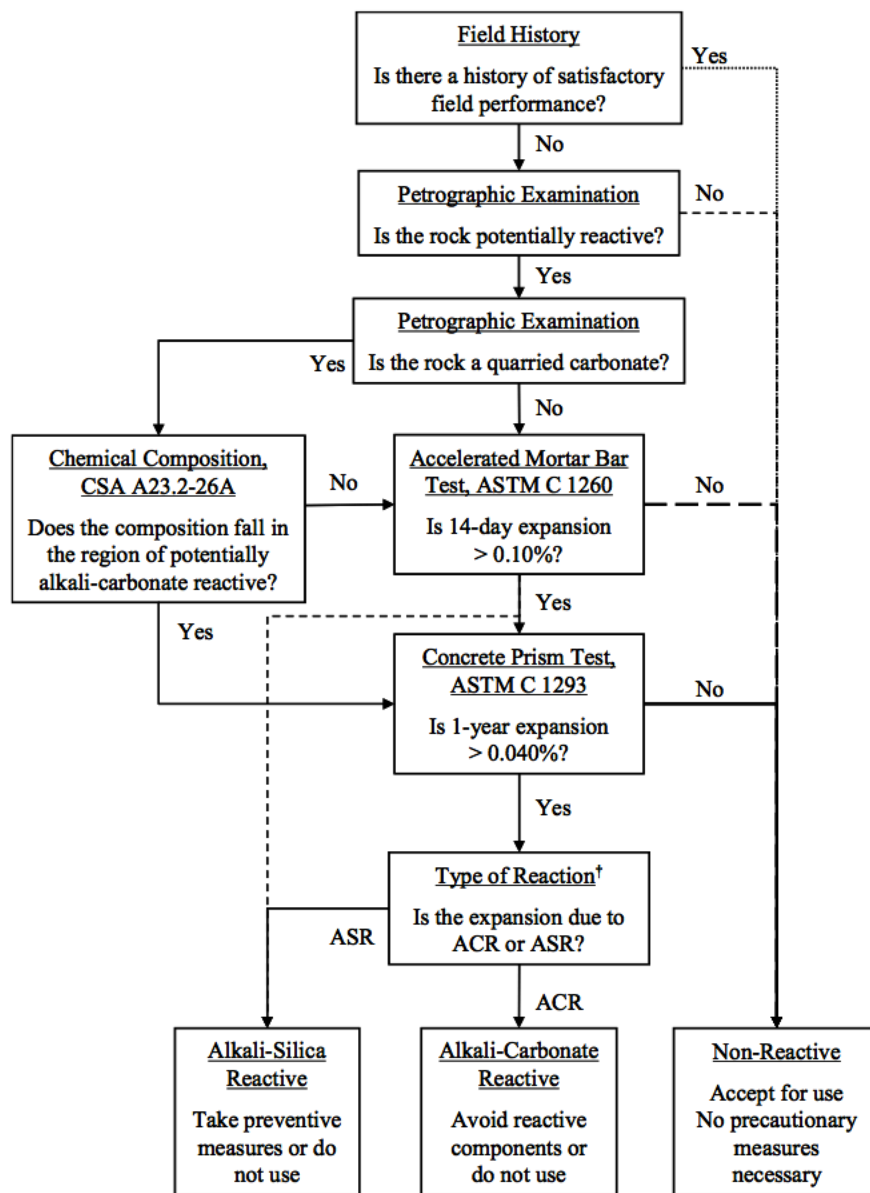 Field History
Is there a history of satisfactory
field performance?
Yes
No
Petrographic Examination
Is the rock potentially reactive?
No
Yes
Petrographic Examination
Is the rock a quarried carbonate?
Yes
No
Chemical Composition,
CSA A23.2-26A
Does the composition fall in
the region of potentially
alkali-carbonate reactive?
No
Yes
Accelerated Mortar Bar
Test, ASTM C 1260
Is 14-day expansion
> 0.10%?
No
Yes
Concrete Prism Test,
ASTM C 1293
Is 1-year expansion
> 0.040%?
No
Yes
Type of Reaction†
Is the expansion due to
ACR or ASR?
ASR
ACR
Alkali-Silica
Reactive
Take preventive
measures or do
not use
Alkali-Carbonate
Reactive
Avoid reactive
components or
do not use
Non-Reactive
Accept for use
No precautionary
measures
necessary